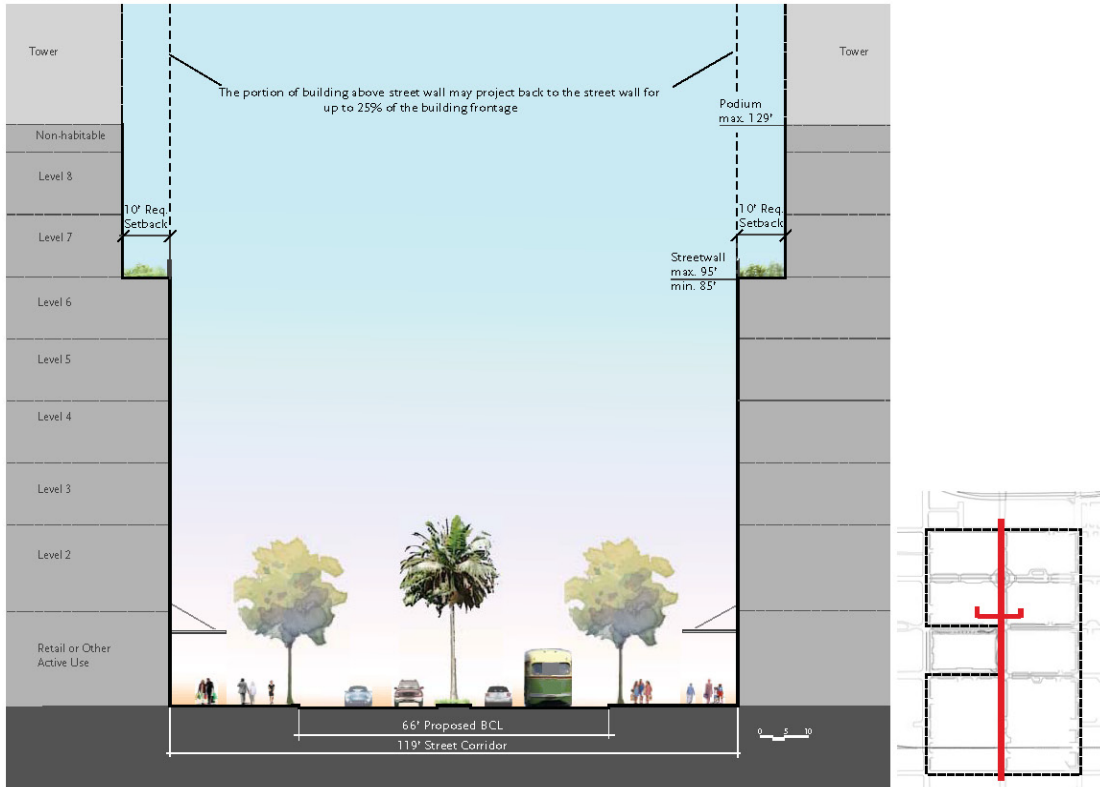 Tower
Tower
The portion of building above street wall may project back to the street wall for
up to 25% of the building frontage
Podium
max. 129'
Non-habitable
Level 8
10' Req.
Setback
10' Req.
Setback
Level 7
Streetwall
max. 95'
min. 85'
Level 6
Level 5
Level 4
Level 3
Level 2
Retail or Other
Active Use
66' Proposed BCL
119' Street Corridor
0 5 10